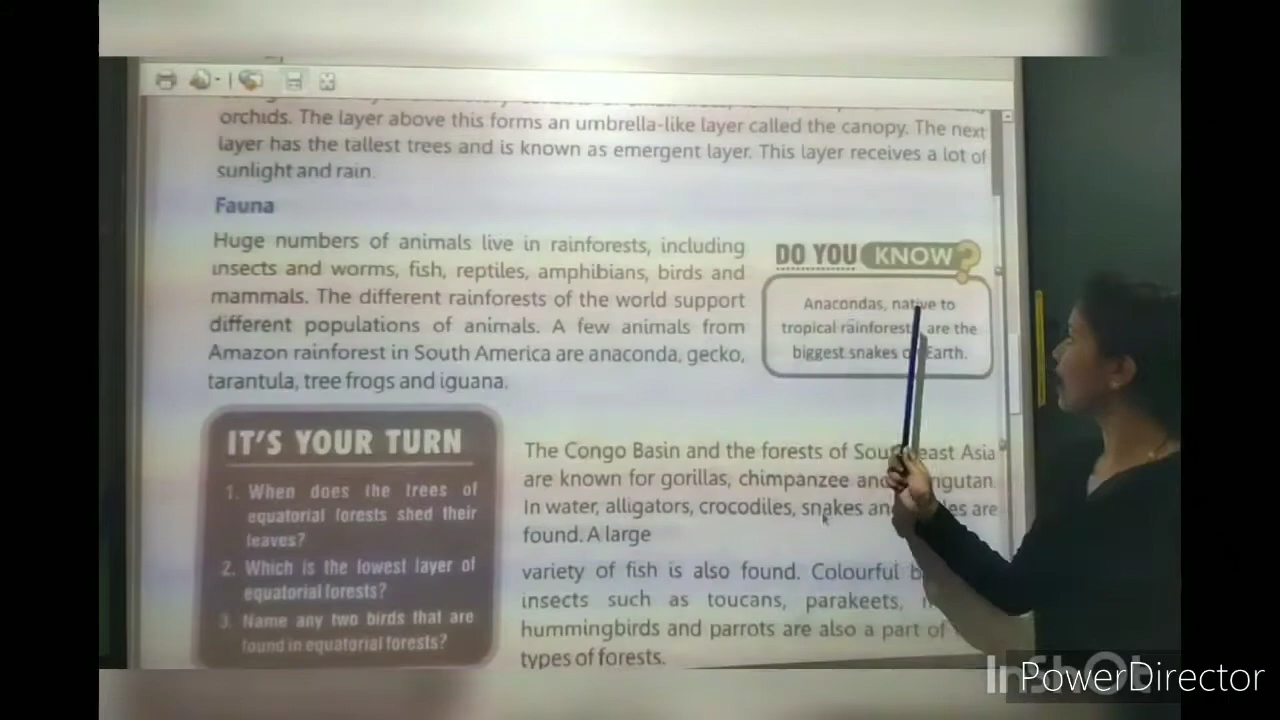 orchids. The layer above this forms an umbrella-like layer called the canopy. The next
layer has the tallest trees and is known as emergent layer. This layer receives a lot of
sunlight and rain.
Fauna
Huge numbers of animals live in rainforests, including
insects and worms, fish, reptiles, amphibians, birds and
mammals. The different rainforests of the world support
different populations of animals. A few animals from
Amazon rainforest in South America are anaconda, gecko,
tarantula, tree frogs and iguana.
DO YOU KNOW?
Anacondas, native to
tropical rainforests, are the
biggest snakes on Earth.
IT'S YOUR TURN
1. When does the trees of
equatorial forests shed their
leaves?
2. Which is the lowest layer of
equatorial forests?
3. Name any two birds that are
found in equatorial forests?
The Congo Basin and the forests of Southeast Asia
are known for gorillas, chimpanzee and
In water, alligators, crocodiles, snakes and are
found. A large
variety of fish is also found. Colourful
insects such as toucans, parakeets,
hummingbirds and parrots are also a part of
types of forests.
InShOt
PowerDirector